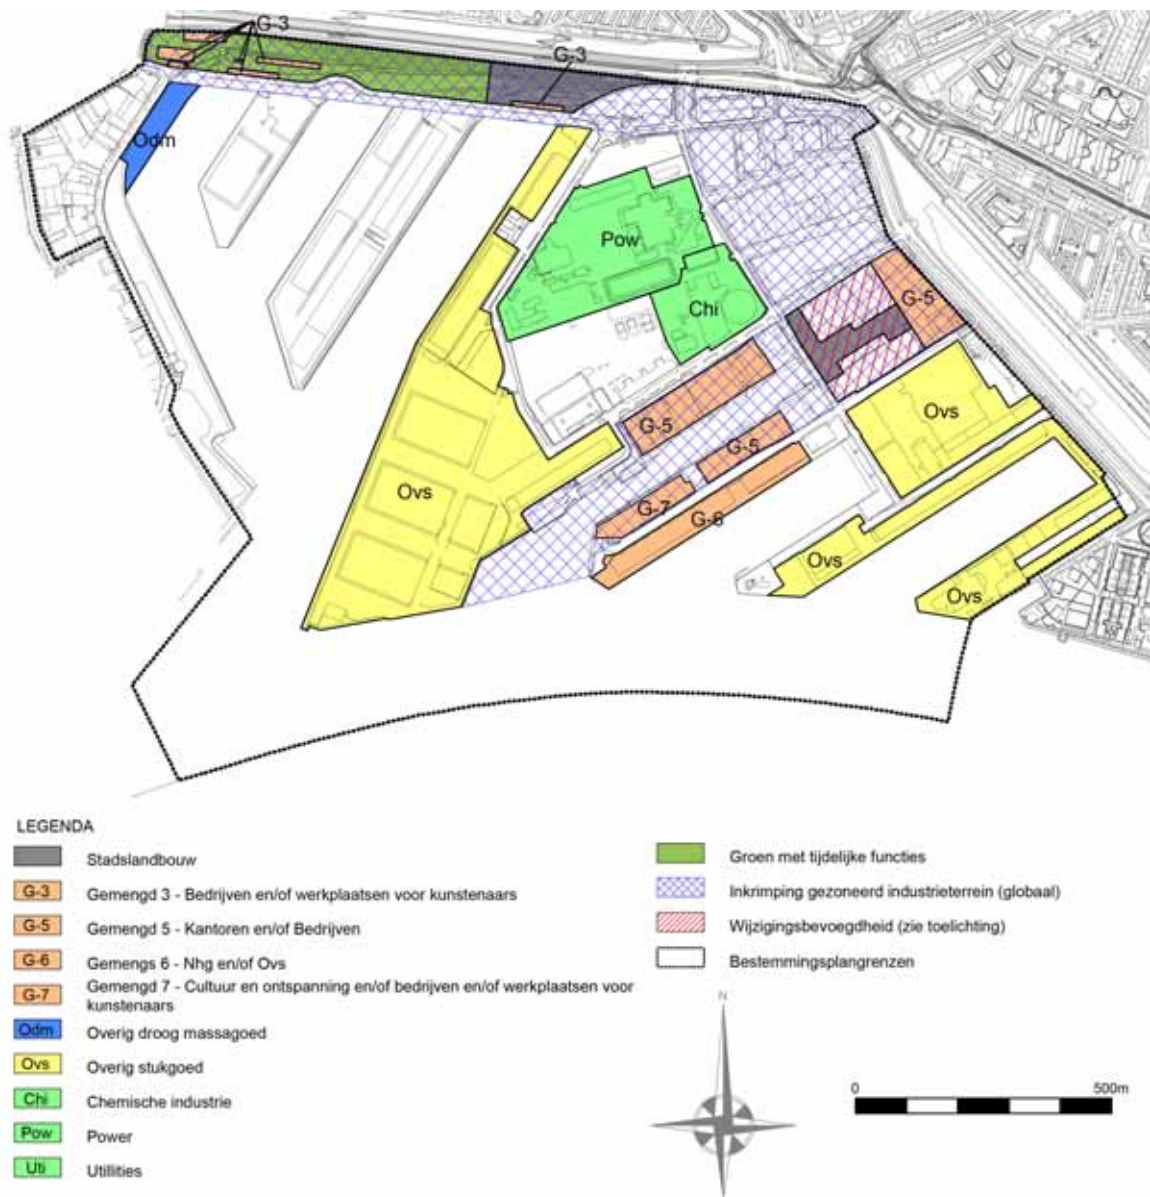 G-3
G-3
Odm
Pow
Chi
G-5
Ovs
G-5
G-5
Ovs
G-7
G-6
Ovs
Ovs
LEGENDA
Stadslandbouw
G-3 Gemengd 3 - Bedrijven en/of werkplaatsen voor kunstenaars
G-5 Gemengd 5 - Kantoren en/of Bedrijven
G-6 Gemengs 6 - Nhg en/of Ovs
G-7 Gemengd 7 - Cultuur en ontspanning en/of bedrijven en/of werkplaatsen voor
kunstenaars
Odm Overig droog massagoed
Ovs Overig stukgoed
Chi Chemische industrie
Pow Power
Uti Utillities
Groen met tijdelijke functies
Inkrimping gezoneerd industrieterrein (globaal)
Wijzigingsbevoegdheid (zie toelichting)
Bestemmingsplangrenzen
N
0 500m